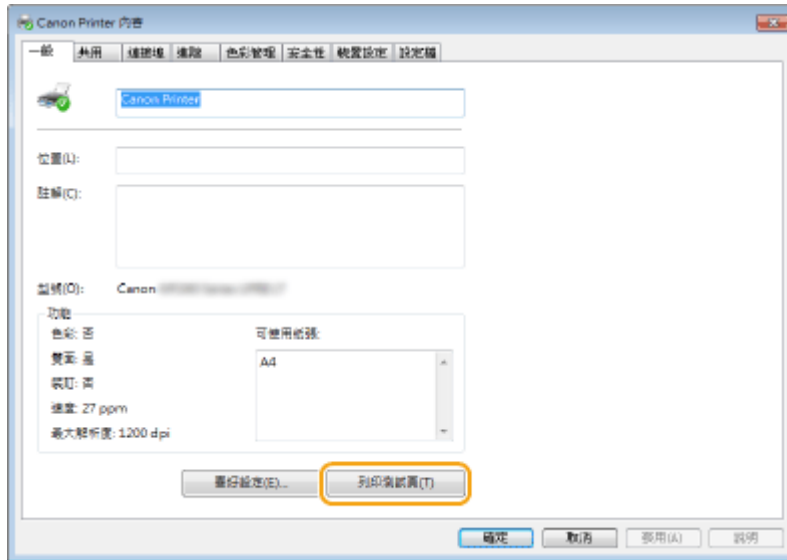 Canon Printer 內容
一般 共用 連接埠 進階 色彩管理 安全性 裝置設定 設定檔
Canon Printer
位置(L):
註解(C):
型號(O): Canon
功能
色彩: 否 可使用紙張:
雙面: 是 A4
裝訂: 否
速度: 27 ppm
最大解析度: 1200 dpi
喜好設定(E)... 列印測試頁(T)
確定 取消 套用(A) 說明